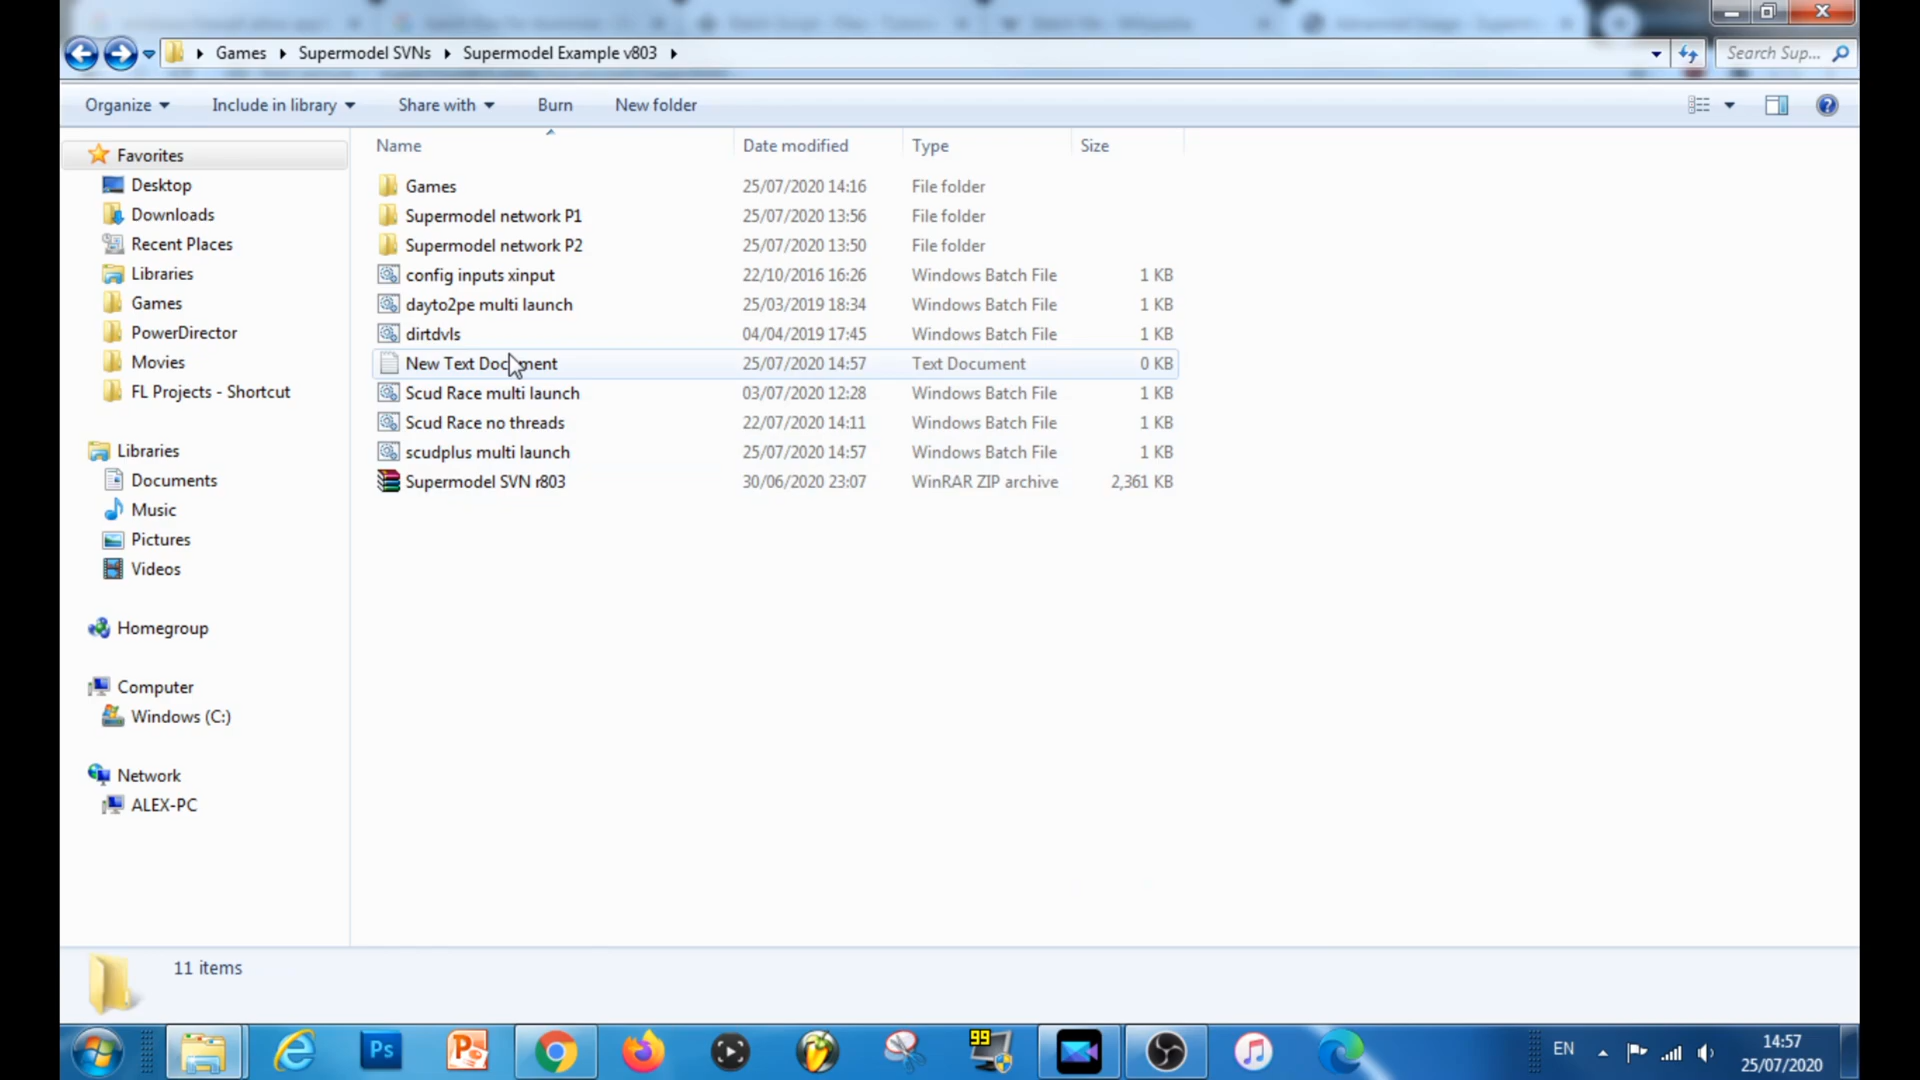 Games Supermodel SVNs Supermodel Example v803
Search Sup...
Organize Include in library Share with Burn New folder
Name Date modified Type Size
Favorites
Desktop
Downloads
Recent Places
Libraries
Games
PowerDirector
Movies
FL Projects - Shortcut
Libraries
Documents
Music
Pictures
Videos
Homegroup
Computer
Windows (C:)
Network
ALEX-PC
Games 25/07/2020 14:16 File folder
Supermodel network P1 25/07/2020 13:56 File folder
Supermodel network P2 25/07/2020 13:50 File folder
config inputs xinput 22/10/2016 16:26 Windows Batch File 1 KB
dayto2pe multi launch 25/03/2019 18:34 Windows Batch File 1 KB
dirtdvls 04/04/2019 17:45 Windows Batch File 1 KB
New Text Document 25/07/2020 14:57 Text Document 0 KB
Scud Race multi launch 03/07/2020 12:28 Windows Batch File 1 KB
Scud Race no threads 22/07/2020 14:11 Windows Batch File 1 KB
scudplus multi launch 25/07/2020 14:57 Windows Batch File 1 KB
Supermodel SVN r803 30/06/2020 23:07 WinRAR ZIP archive 2,361 KB
11 items
Ps
P
99
EN
14:57
25/07/2020